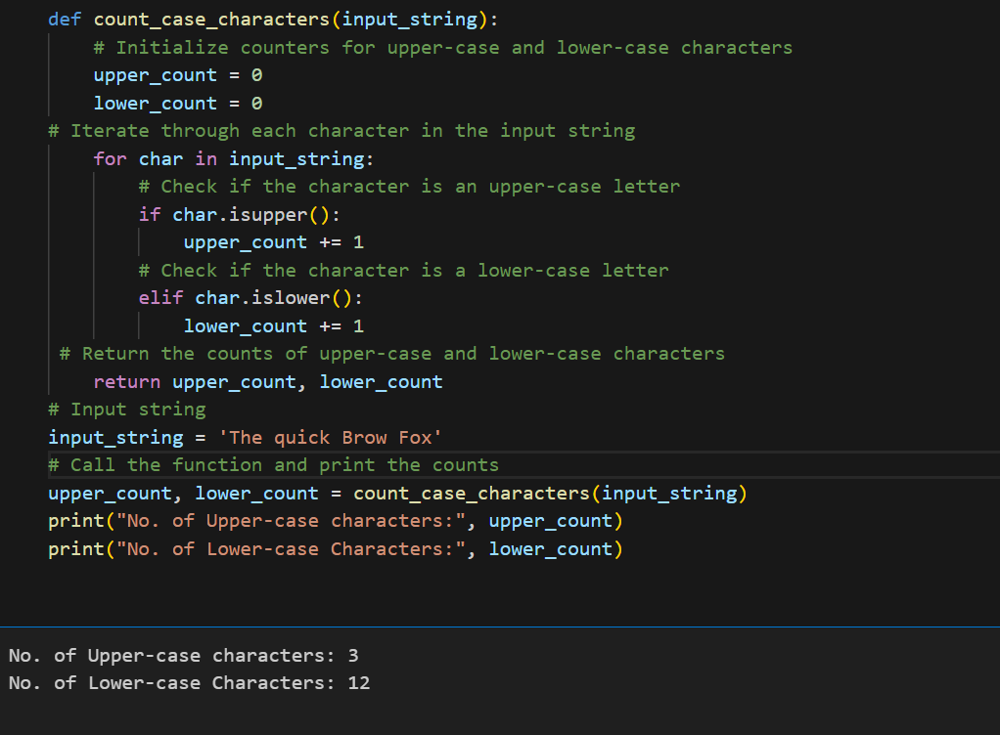 def count_case_characters(input_string):
    # Initialize counters for upper-case and lower-case characters
    upper_count = 0
    lower_count = 0
# Iterate through each character in the input string
    for char in input_string:
        # Check if the character is an upper-case letter
        if char.isupper():
            upper_count += 1
        # Check if the character is a lower-case letter
        elif char.islower():
            lower_count += 1
 # Return the counts of upper-case and lower-case characters
    return upper_count, lower_count
# Input string
input_string = 'The quick Brow Fox'
# Call the function and print the counts
upper_count, lower_count = count_case_characters(input_string)
print("No. of Upper-case characters:", upper_count)
print("No. of Lower-case Characters:", lower_count)
No. of Upper-case characters: 3
No. of Lower-case Characters: 12